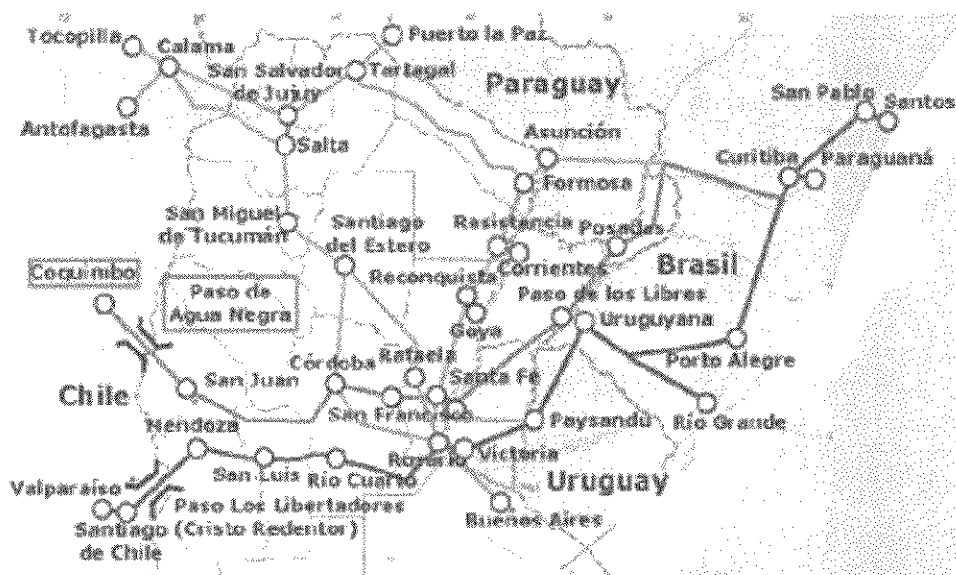 Tocopilla
Calama
Puerto la Paz
San Salvador
de Jujuy
Tartagal
Paraguay
San Pablo
Santos
Antofagasta
Salta
Asunción
Curitiba
Paraguaná
Formosa
San Miguel
de Tucumán
Santiago
del Estero
Resistencia
Posadas
Coquimbo
Paso de
Agua Negra
Reconquista
Corrientes
Brasil
Paso de los Libres
Goya
Uruguyana
Córdoba
Rafaela
Porto Alegre
Chile
San Juan
Santa Fé
San Francisco
Mendoza
Paysandú
Río Grande
Rosario
Victoria
San Luis
Río Cuarto
Uruguay
Valparaíso
Paso Los Libertadores
Santiago (Cristo Redentor)
de Chile
Buenos Aires